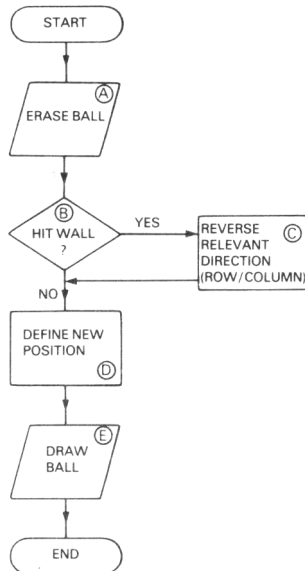 START
A
ERASE BALL
B
HIT WALL
?
YES
C
REVERSE
RELEVANT
DIRECTION
(ROW/COLUMN)
NO
DEFINE NEW
POSITION
D
E
DRAW
BALL
END